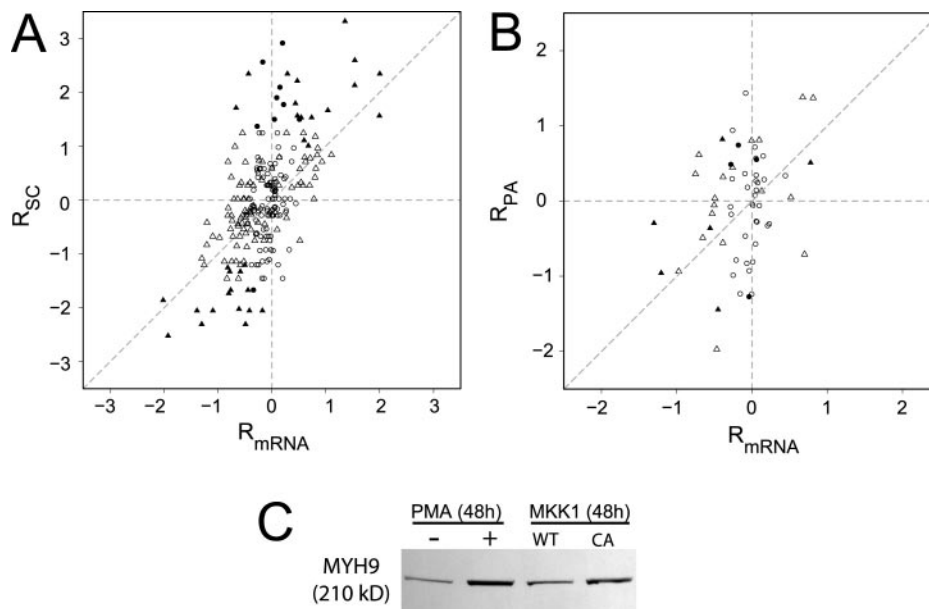 A
B
R_SC
3
2
1
0
−1
−2
−3
−3 −2 −1 0 1 2 3
R_mRNA
R_PA
2
1
0
−1
−2
−2 −1 0 1 2
R_mRNA
C
PMA (48h) MKK1 (48h)
− + WT CA
MYH9
(210 kD)